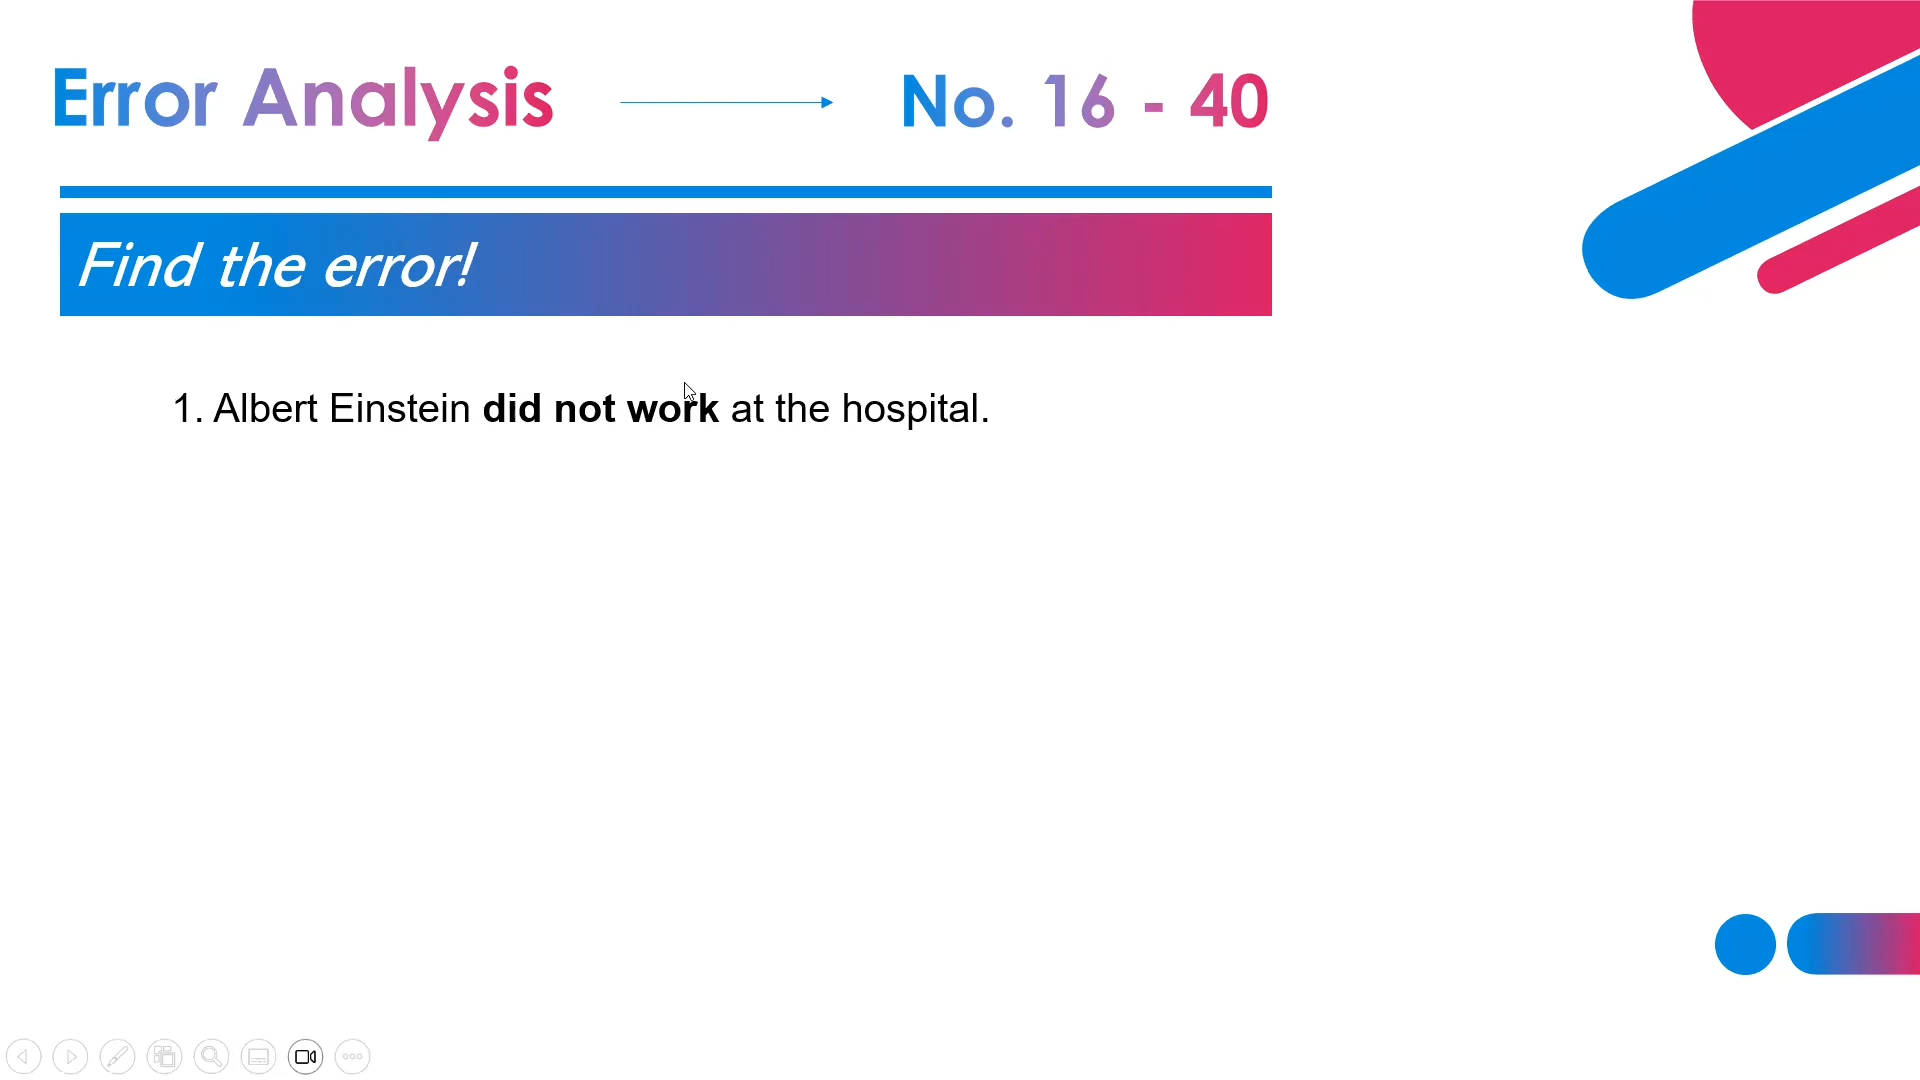 Error Analysis No. 16 - 40
Find the error!
1. Albert Einstein did not work at the hospital.